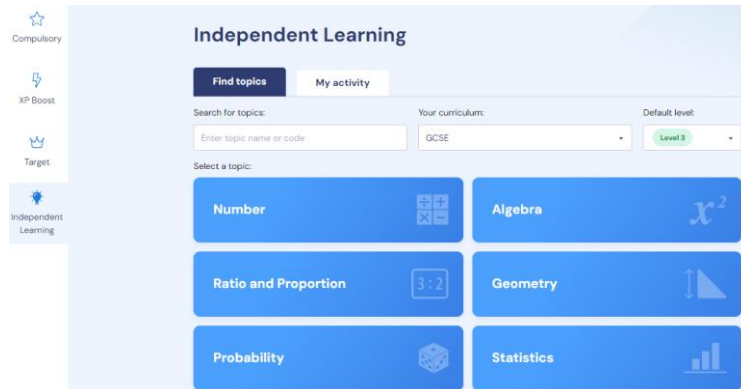 Compulsory
XP Boost
Target
Independent
Learning
Independent Learning
Find topics
My activity
Search for topics:
Your curriculum:
Default level:
Enter topic name or code
GCSE
Level 3
Select a topic:
Number
÷ +
× −
Algebra
x²
Ratio and Proportion
3:2
Geometry
Probability
Statistics